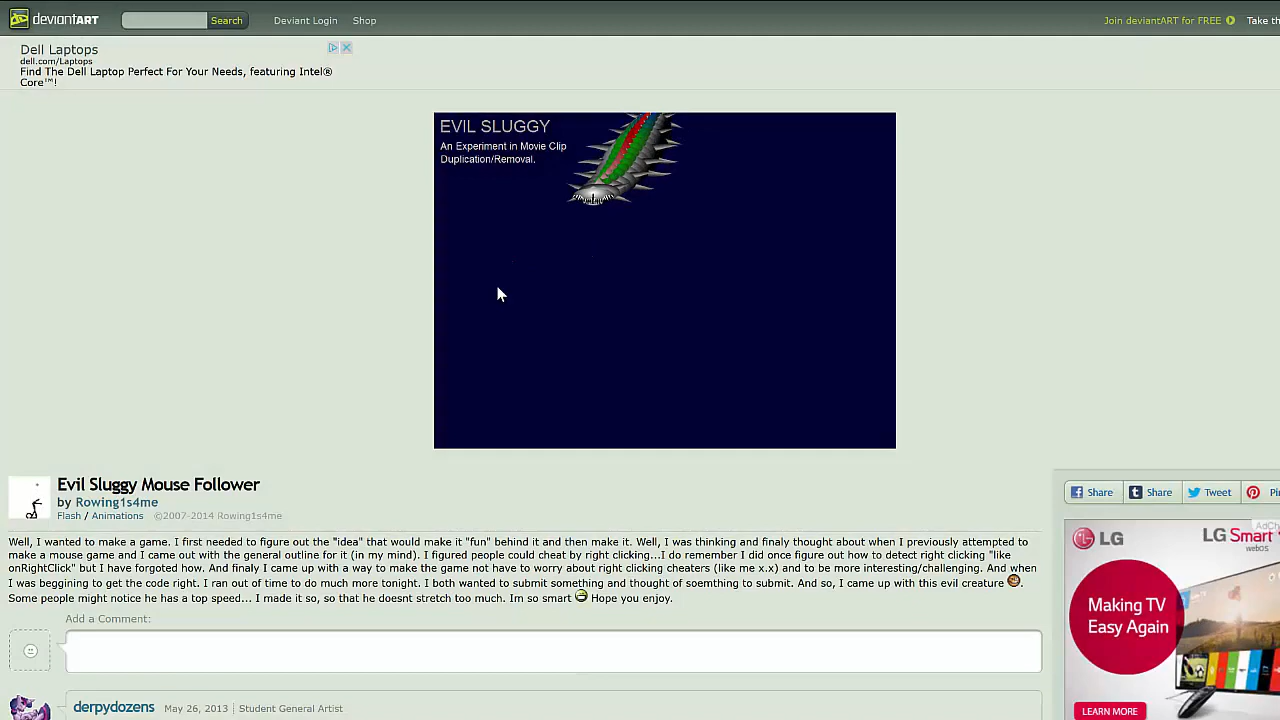 deviantART
Search
Deviant Login
Shop
Join deviantART for FREE
Take th
Dell Laptops
dell.com/Laptops
Find The Dell Laptop Perfect For Your Needs, featuring Intel®
Core™!
EVIL SLUGGY
An Experiment in Movie Clip
Duplication/Removal.
Evil Sluggy Mouse Follower
by Rowing1s4me
Flash / Animations ©2007-2014 Rowing1s4me
Well, I wanted to make a game. I first needed to figure out the "idea" that would make it "fun" behind it and then make it. Well, I was thinking and finaly thought about when I previously attempted to
make a mouse game and I came out with the general outline for it (in my mind). I figured people could cheat by right clicking...I do remember I did once figure out how to detect right clicking "like
onRightClick" but I have forgoted how. And finaly I came up with a way to make the game not have to worry about right clicking cheaters (like me x.x) and to be more interesting/challenging. And when
I was beggining to get the code right. I ran out of time to do much more tonight. I both wanted to submit something and thought of soemthing to submit. And so, I came up with this evil creature .
Some people might notice he has a top speed... I made it so, so that he doesnt stretch too much. Im so smart Hope you enjoy.
Add a Comment:
derpydozens May 26, 2013 Student General Artist
Share
Share
Tweet
Pi
AdCh
LG
LG Smart
webOS
Making TV
Easy Again
LEARN MORE